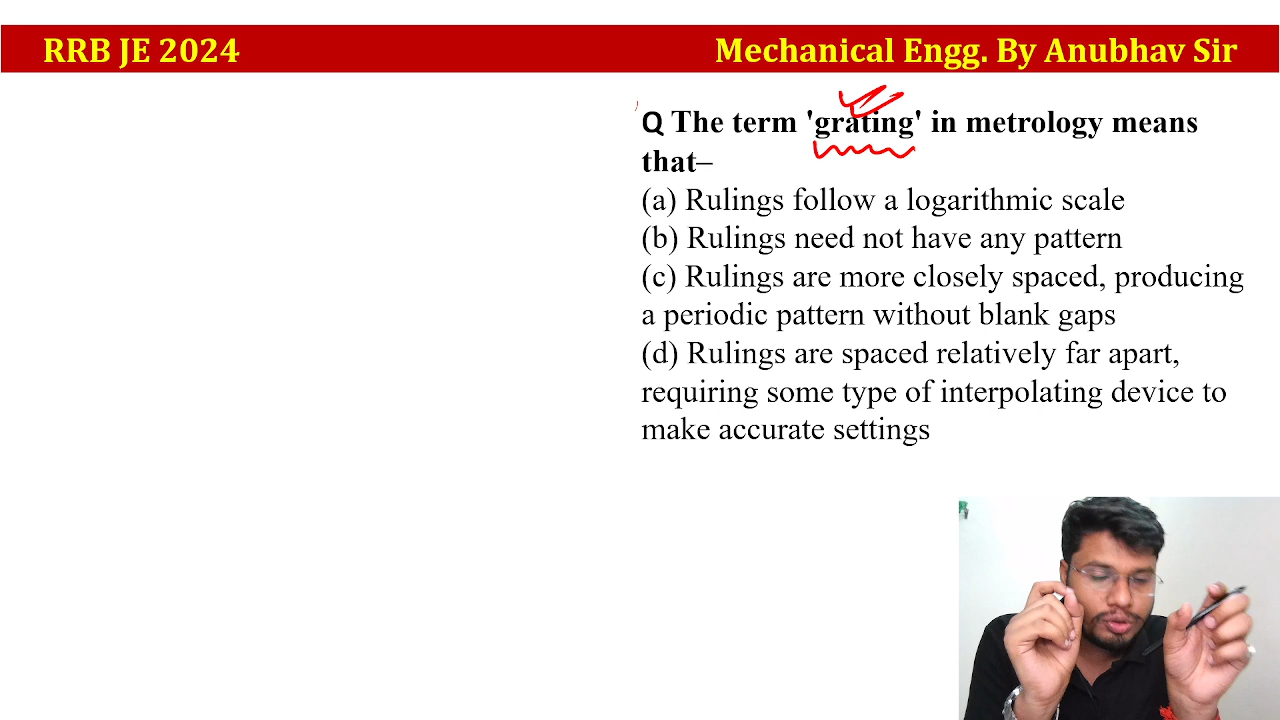 RRB JE 2024
Mechanical Engg. By Anubhav Sir
Q The term 'grating' in metrology means
that–
(a) Rulings follow a logarithmic scale
(b) Rulings need not have any pattern
(c) Rulings are more closely spaced, producing
a periodic pattern without blank gaps
(d) Rulings are spaced relatively far apart,
requiring some type of interpolating device to
make accurate settings